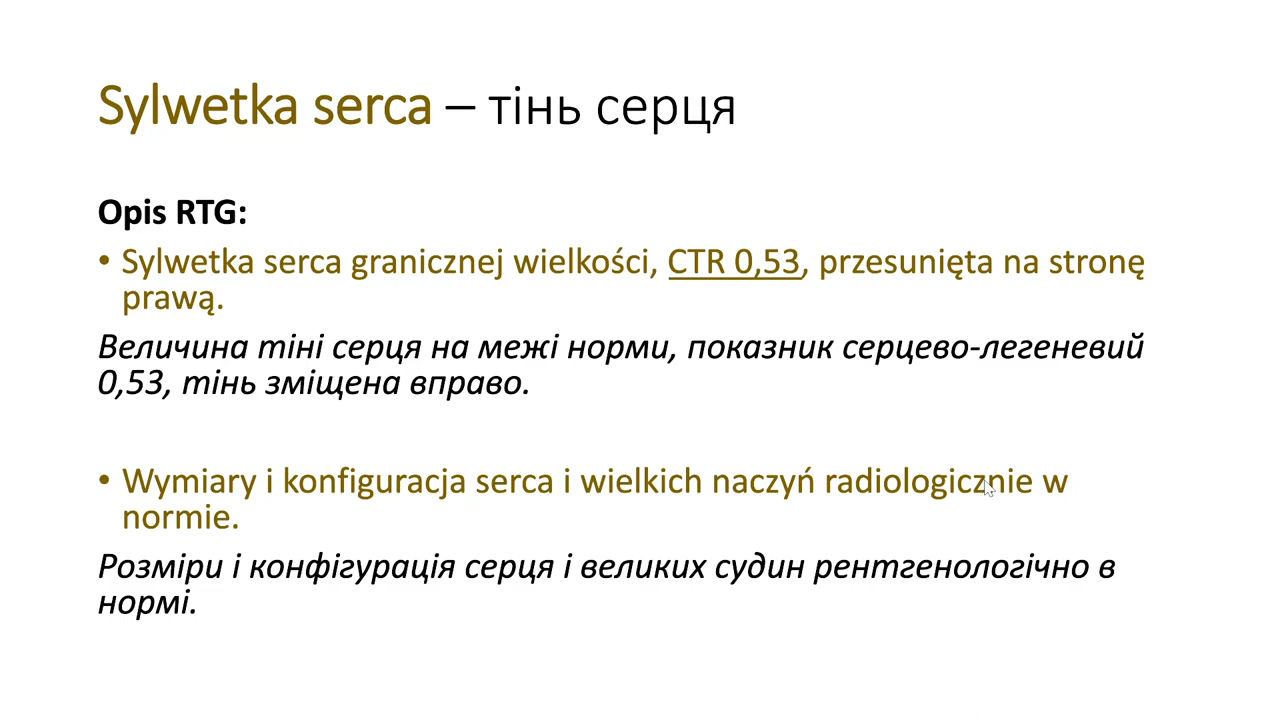 Sylwetka serca – тінь серця
Opis RTG:
• Sylwetka serca granicznej wielkości, CTR 0,53, przesunięta na stronę
prawą.
Величина тіні серця на межі норми, показник серцево-легеневий
0,53, тінь зміщена вправо.
• Wymiary i konfiguracja serca i wielkich naczyń radiologicznie w
normie.
Розміри і конфігурація серця і великих судин рентгенологічно в
нормі.